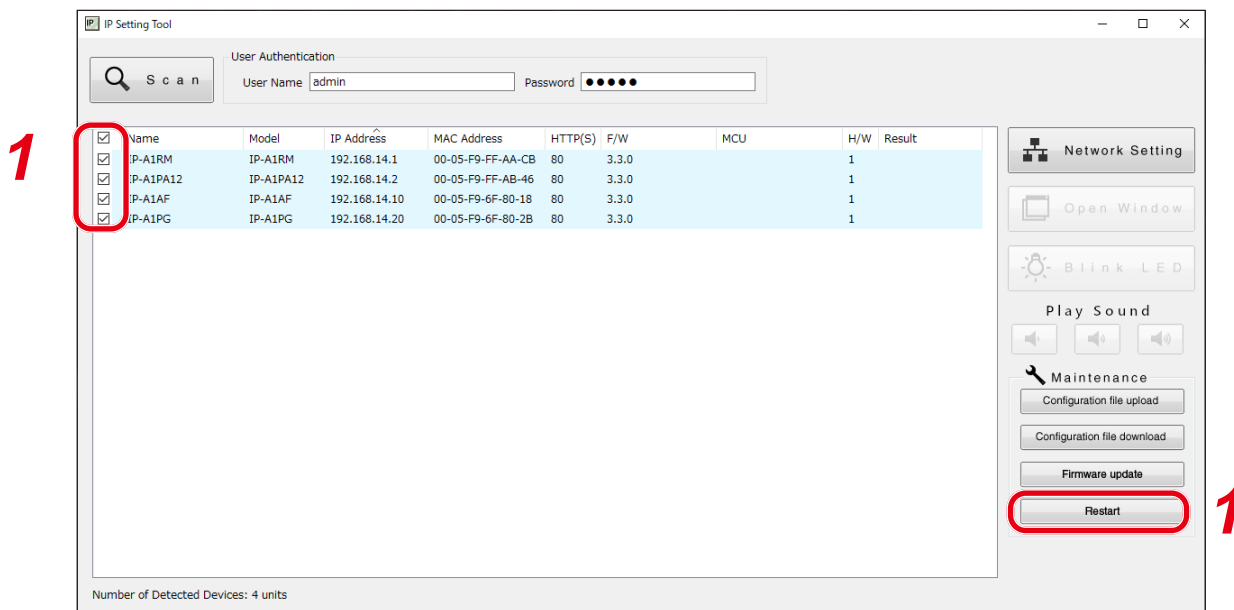 IP IP Setting Tool
User Authentication
Scan User Name admin Password ●●●●●
1
Name Model IP Address MAC Address HTTP(S) F/W MCU H/W Result
IP-A1RM IP-A1RM 192.168.14.1 00-05-F9-FF-AA-CB 80 3.3.0 1
IP-A1PA12 IP-A1PA12 192.168.14.2 00-05-F9-FF-AB-46 80 3.3.0 1
IP-A1AF IP-A1AF 192.168.14.10 00-05-F9-6F-80-18 80 3.3.0 1
IP-A1PG IP-A1PG 192.168.14.20 00-05-F9-6F-80-2B 80 3.3.0 1
Network Setting
Open Window
Blink LED
Play Sound
Maintenance
Configuration file upload
Configuration file download
Firmware update
Restart
1
Number of Detected Devices: 4 units